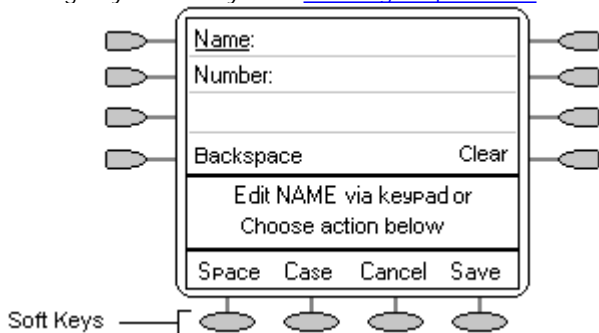 Name:
Number:
Backspace Clear
Edit NAME via keypad or
Choose action below
Space Case Cancel Save
Soft Keys